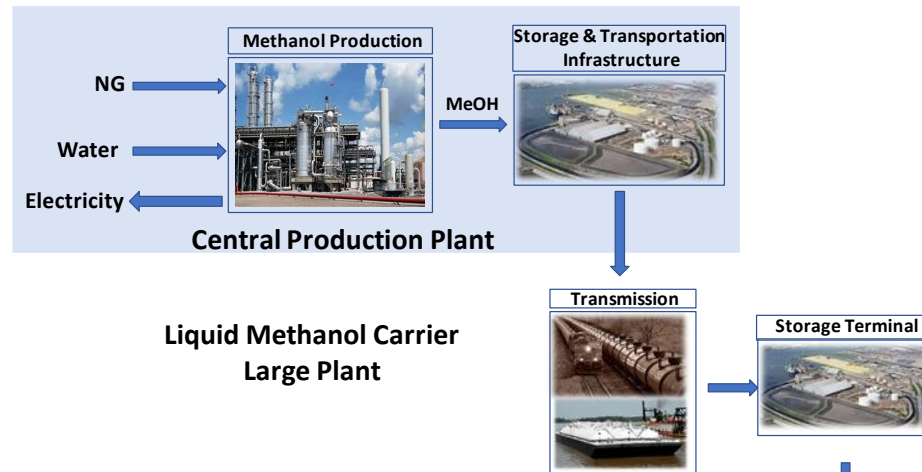 Methanol Production
Storage & Transportation
Infrastructure
NG
MeOH
Water
Electricity
Central Production Plant
Transmission
Liquid Methanol Carrier
Large Plant
Storage Terminal